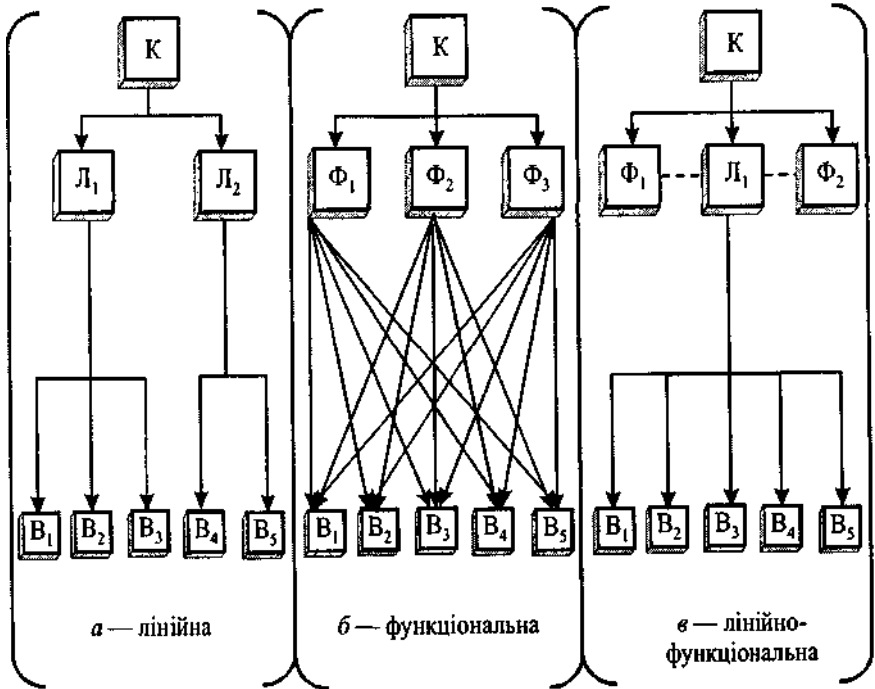 К К К
Л₁ Л₂ Ф₁ Ф₂ Ф₃ Ф₁ Л₁ Ф₂
В₁ В₂ В₃ В₄ В₅ В₁ В₂ В₃ В₄ В₅ В₁ В₂ В₃ В₄ В₅
а — лінійна
б — функціональна
в — лінійно-
функціональна